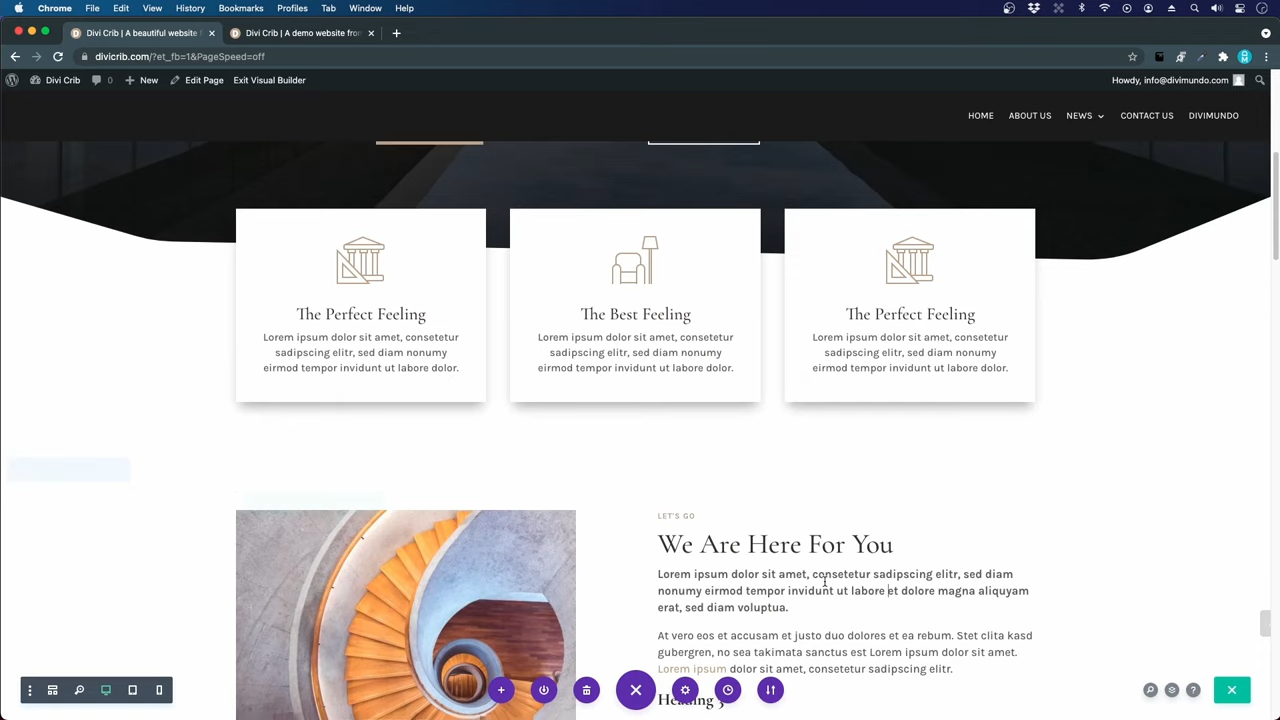 Chrome File Edit View History Bookmarks Profiles Tab Window Help
Divi Crib | A beautiful website
Divi Crib | A demo website from
divicrib.com/?et_fb=1&PageSpeed=off
Divi Crib 0 New Edit Page Exit Visual Builder
Howdy, info@divimundo.com
HOME ABOUT US NEWS CONTACT US DIVIMUNDO
The Perfect Feeling
Lorem ipsum dolor sit amet, consetetur
sadipscing elitr, sed diam nonumy
eirmod tempor invidunt ut labore dolor.
The Best Feeling
Lorem ipsum dolor sit amet, consetetur
sadipscing elitr, sed diam nonumy
eirmod tempor invidunt ut labore dolor.
The Perfect Feeling
Lorem ipsum dolor sit amet, consetetur
sadipscing elitr, sed diam nonumy
eirmod tempor invidunt ut labore dolor.
LET'S GO
We Are Here For You
Lorem ipsum dolor sit amet, consetetur sadipscing elitr, sed diam
nonumy eirmod tempor invidunt ut labore et dolore magna aliquyam
erat, sed diam voluptua.
At vero eos et accusam et justo duo dolores et ea rebum. Stet clita kasd
gubergren, no sea takimata sanctus est Lorem ipsum dolor sit amet.
Lorem ipsum dolor sit amet, consetetur sadipscing elitr.
Heading 3